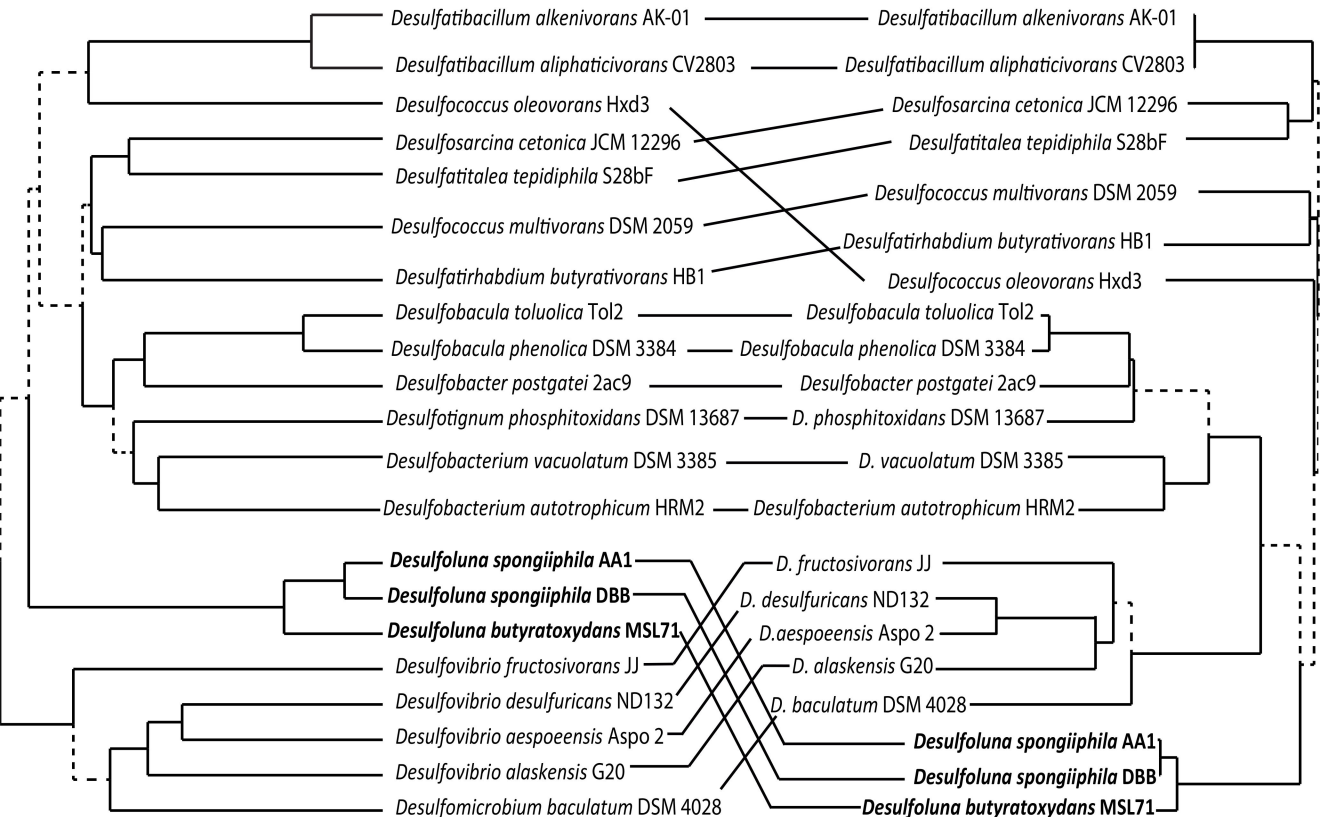 Desulfatibacillum alkenivorans AK-01
Desulfatibacillum aliphaticivorans CV2803
Desulfococcus oleovorans Hxd3
Desulfosarcina cetonica JCM 12296
Desulfatitalea tepidiphila S28bF
Desulfococcus multivorans DSM 2059
Desulfatirhabdium butyrativorans HB1
Desulfobacula toluolica Tol2
Desulfobacula phenolica DSM 3384
Desulfobacter postgatei 2ac9
Desulfotignum phosphitoxidans DSM 13687
Desulfobacterium vacuolatum DSM 3385
Desulfobacterium autotrophicum HRM2
Desulfoluna spongiiphila AA1
Desulfoluna spongiiphila DBB
Desulfoluna butyratoxydans MSL71
Desulfovibrio fructosivorans JJ
Desulfovibrio desulfuricans ND132
Desulfovibrio aespoeensis Aspo 2
Desulfovibrio alaskensis G20
Desulfomicrobium baculatum DSM 4028
Desulfatibacillum alkenivorans AK-01
Desulfatibacillum aliphaticivorans CV2803
Desulfosarcina cetonica JCM 12296
Desulfatitalea tepidiphila S28bF
Desulfococcus multivorans DSM 2059
Desulfatirhabdium butyrativorans HB1
Desulfococcus oleovorans Hxd3
Desulfobacula toluolica Tol2
Desulfobacula phenolica DSM 3384
Desulfobacter postgatei 2ac9
D. phosphitoxidans DSM 13687
D. vacuolatum DSM 3385
Desulfobacterium autotrophicum HRM2
D. fructosivorans JJ
D. desulfuricans ND132
D.aespoeensis Aspo 2
D. alaskensis G20
D. baculatum DSM 4028
Desulfoluna spongiiphila AA1
Desulfoluna spongiiphila DBB
Desulfoluna butyratoxydans MSL71